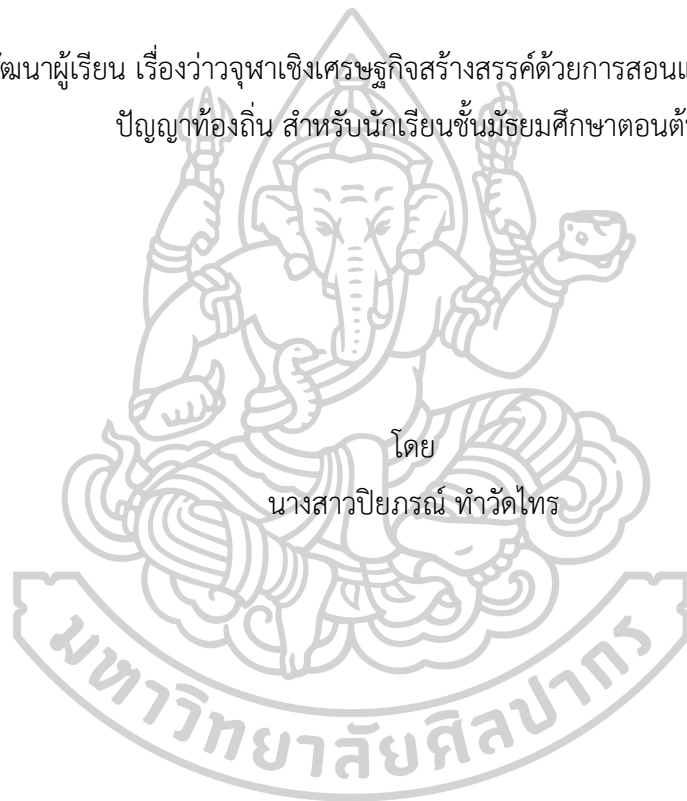 ัฒนาผู้เรียน เรื่องว่าวจุฬาเชิงเศรษฐกิจสร้างสรรค์ด้วยการสอนแ
ปัญญาท้องถิ่น สำหรับนักเรียนชั้นมัธยมศึกษาตอนต้น
โดย
นางสาวปิยภรณ์ ทำวัดไทร
มหาวิทยาลัยศิลปากร